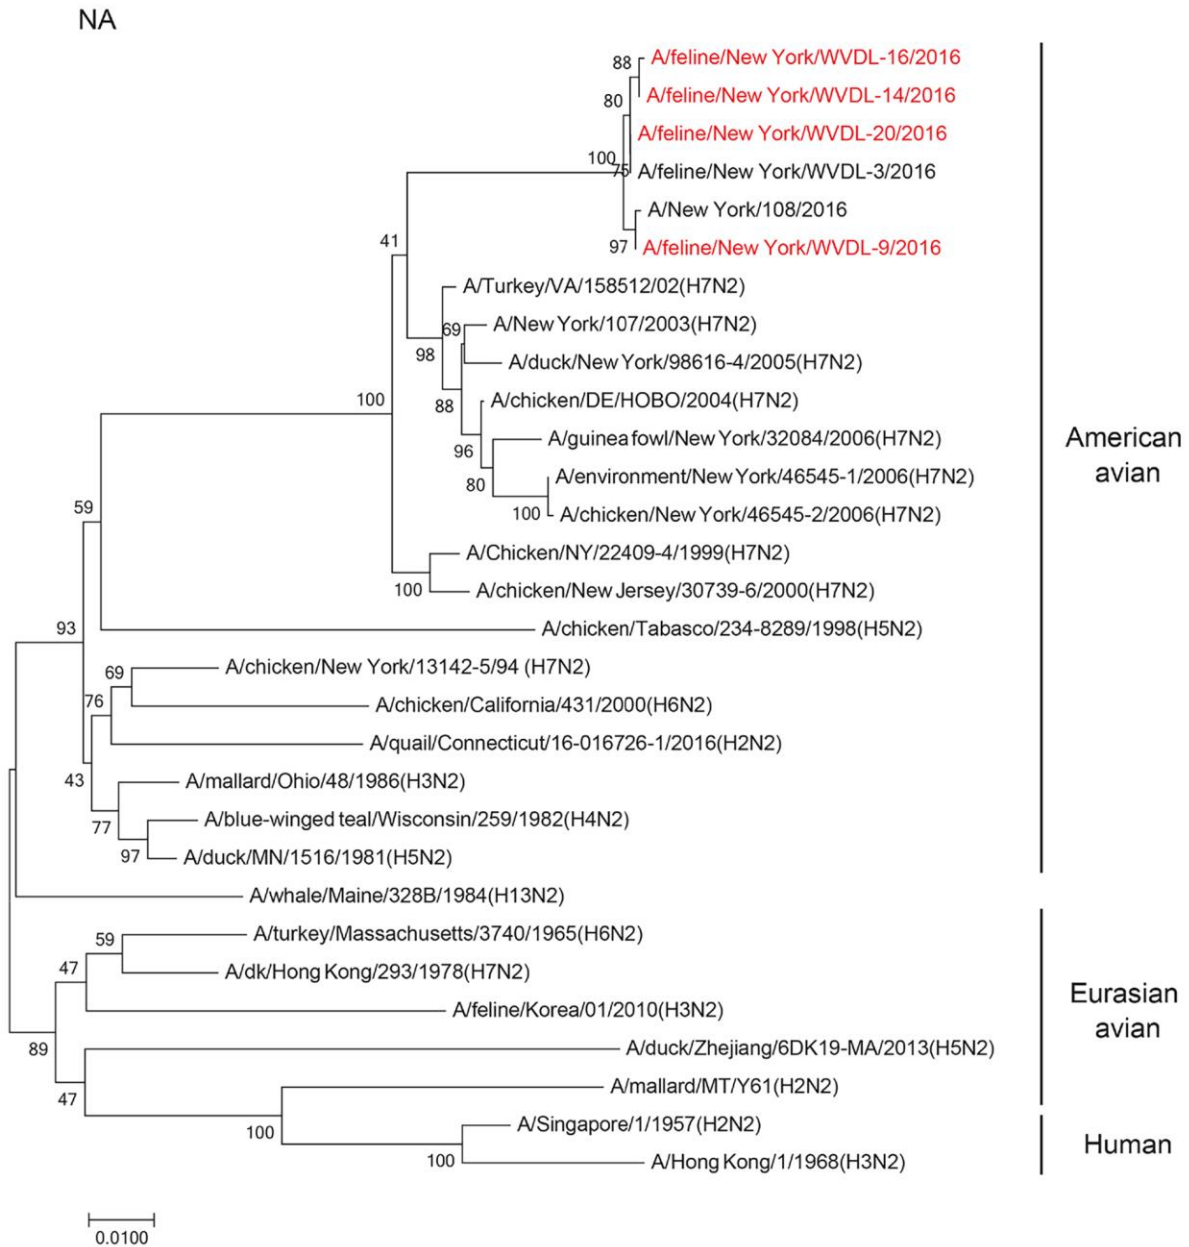 NA
88
A/feline/New York/WVDL-16/2016
80
A/feline/New York/WVDL-14/2016
A/feline/New York/WVDL-20/2016
100
75
A/feline/New York/WVDL-3/2016
A/New York/108/2016
97
A/feline/New York/WVDL-9/2016
41
A/Turkey/VA/158512/02(H7N2)
69
A/New York/107/2003(H7N2)
98
A/duck/New York/98616-4/2005(H7N2)
88
A/chicken/DE/HOBO/2004(H7N2)
100
96
A/guinea fowl/New York/32084/2006(H7N2)
80
A/environment/New York/46545-1/2006(H7N2)
100
A/chicken/New York/46545-2/2006(H7N2)
American
avian
59
A/Chicken/NY/22409-4/1999(H7N2)
100
A/chicken/New Jersey/30739-6/2000(H7N2)
93
A/chicken/Tabasco/234-8289/1998(H5N2)
69
A/chicken/New York/13142-5/94 (H7N2)
76
A/chicken/California/431/2000(H6N2)
A/quail/Connecticut/16-016726-1/2016(H2N2)
43
A/mallard/Ohio/48/1986(H3N2)
77
A/blue-winged teal/Wisconsin/259/1982(H4N2)
97
A/duck/MN/1516/1981(H5N2)
A/whale/Maine/328B/1984(H13N2)
59
A/turkey/Massachusetts/3740/1965(H6N2)
47
A/dk/Hong Kong/293/1978(H7N2)
A/feline/Korea/01/2010(H3N2)
Eurasian
avian
89
A/duck/Zhejiang/6DK19-MA/2013(H5N2)
47
A/mallard/MT/Y61(H2N2)
100
A/Singapore/1/1957(H2N2)
100
A/Hong Kong/1/1968(H3N2)
Human
0.0100